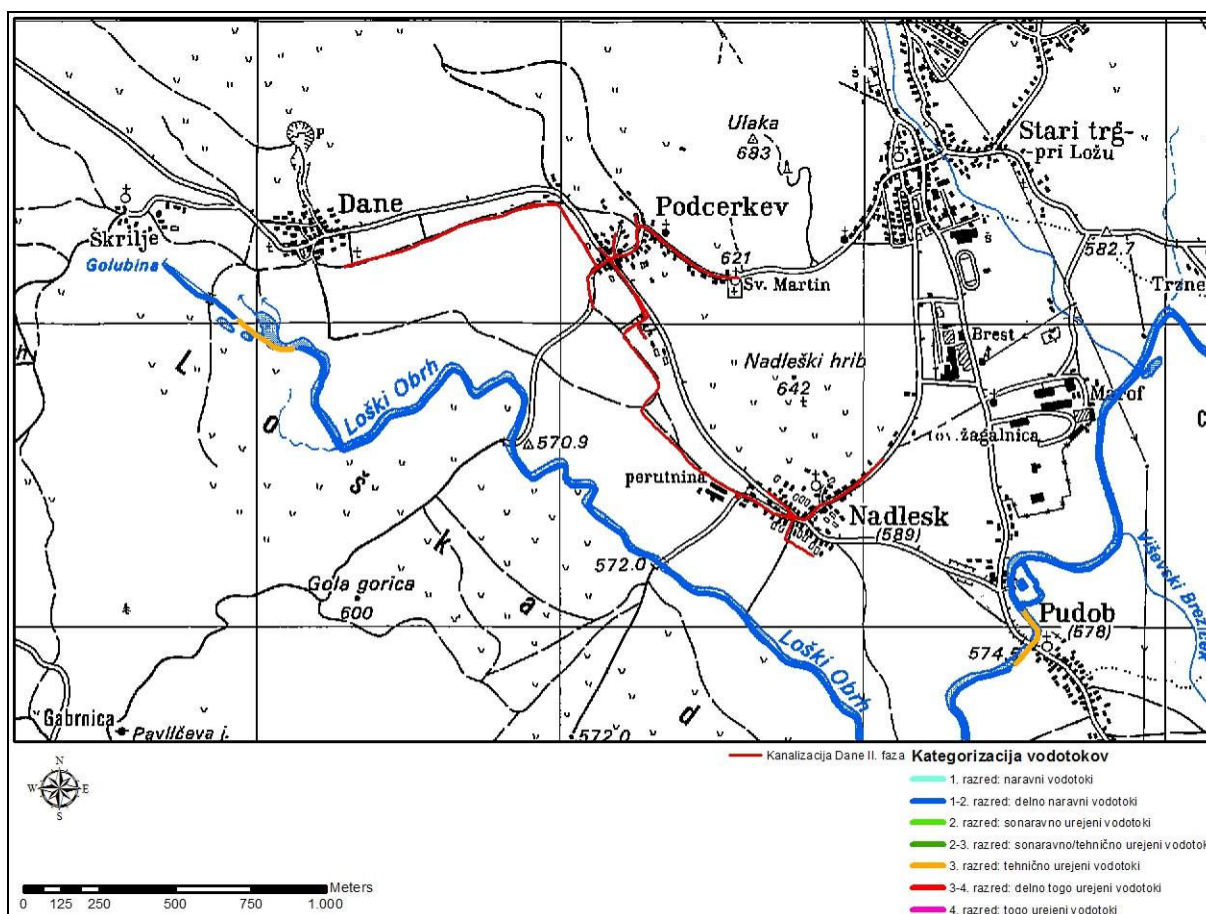 Ulaka
683
Stari trg-
-pri Ložu
P
Dane
Podcerkev
š
Škrilje
Golubina
621
Sv. Martin
582.7
Trzne
Brest
Nadleški hrib
642
Marof
Loški Obrh
L
o
š
k
a
d
C
h
570.9
tov.
žagalnica
perutnina
Nadlesk
(589)
572.0
Gola gorica
600
Viševski Brežiček
Pudob
(578)
574.5
Loški Obrh
Gabrnica
Pavličeva j.
572.0
Kanalizacija Dane II. faza
Kategorizacija vodotokov
1. razred: naravni vodotoki
1-2. razred: delno naravni vodotoki
2. razred: sonaravno urejeni vodotoki
2-3. razred: sonaravno/tehnično urejeni vodotok
3. razred: tehnično urejeni vodotoki
3-4. razred: delno togo urejeni vodotoki
4. razred: togo urejeni vodotoki
N
W E
S
Meters
0 125 250 500 750 1.000